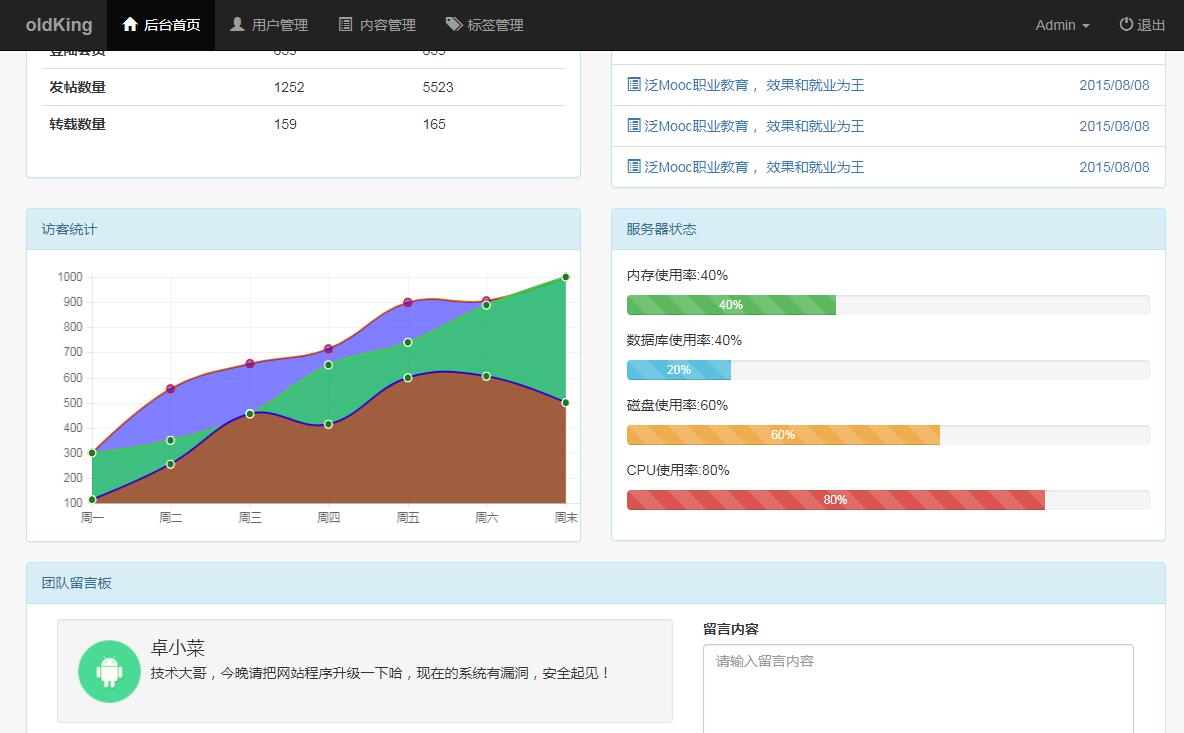 oldKing 后台首页 用户管理 内容管理 标签管理 Admin 退出
登陆会员
发帖数量 1252 5523
转载数量 159 165
泛Mooc职业教育，效果和就业为王 2015/08/08
泛Mooc职业教育，效果和就业为王 2015/08/08
泛Mooc职业教育，效果和就业为王 2015/08/08
访客统计
1000
900
800
700
600
500
400
300
200
100
周一 周二 周三 周四 周五 周六 周末
服务器状态
内存使用率:40%
40%
数据库使用率:40%
20%
磁盘使用率:60%
60%
CPU使用率:80%
80%
团队留言板
卓小菜
技术大哥，今晚请把网站程序升级一下哈，现在的系统有漏洞，安全起见！
留言内容
请输入留言内容